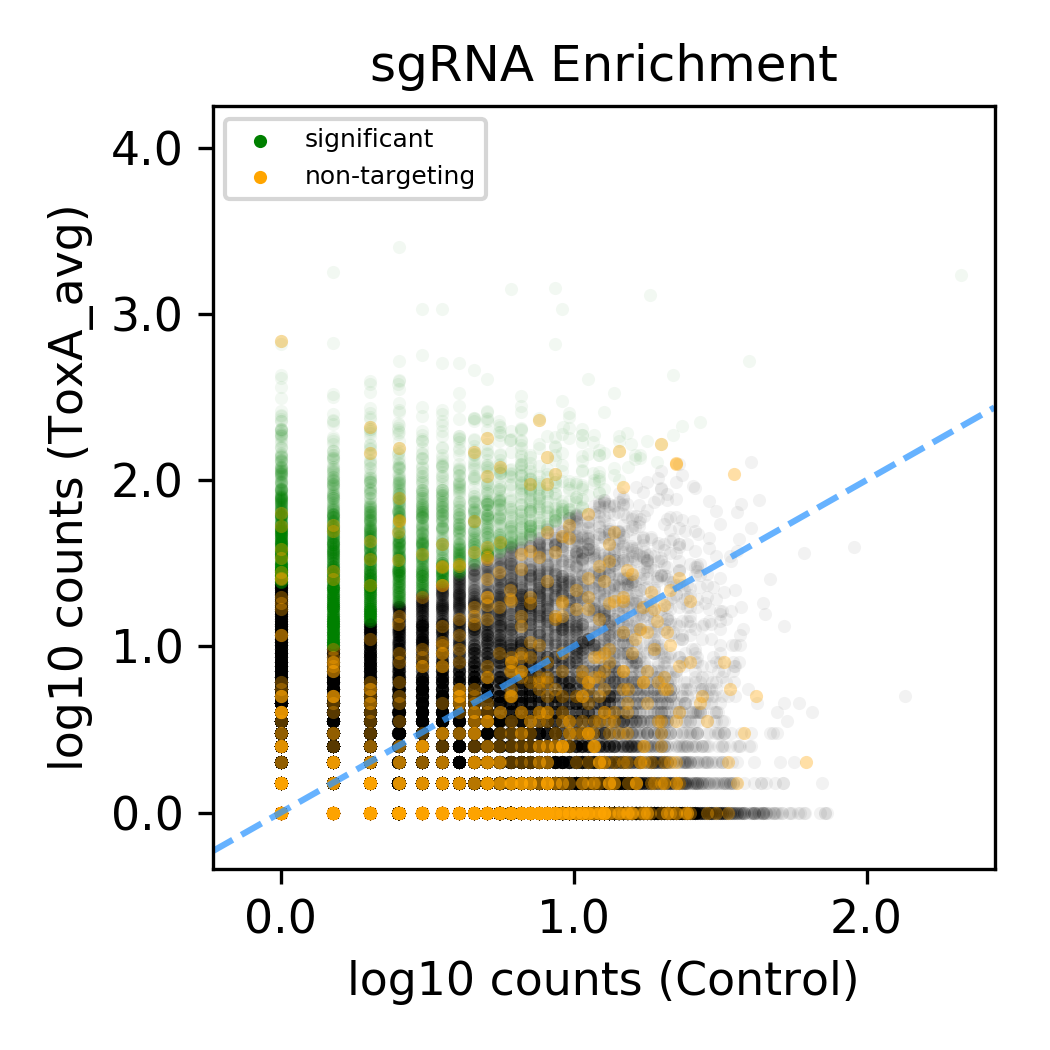 sgRNA Enrichment
significant
non-targeting
4.0
3.0
2.0
1.0
0.0
log10 counts (ToxA_avg)
0.0 1.0 2.0
log10 counts (Control)